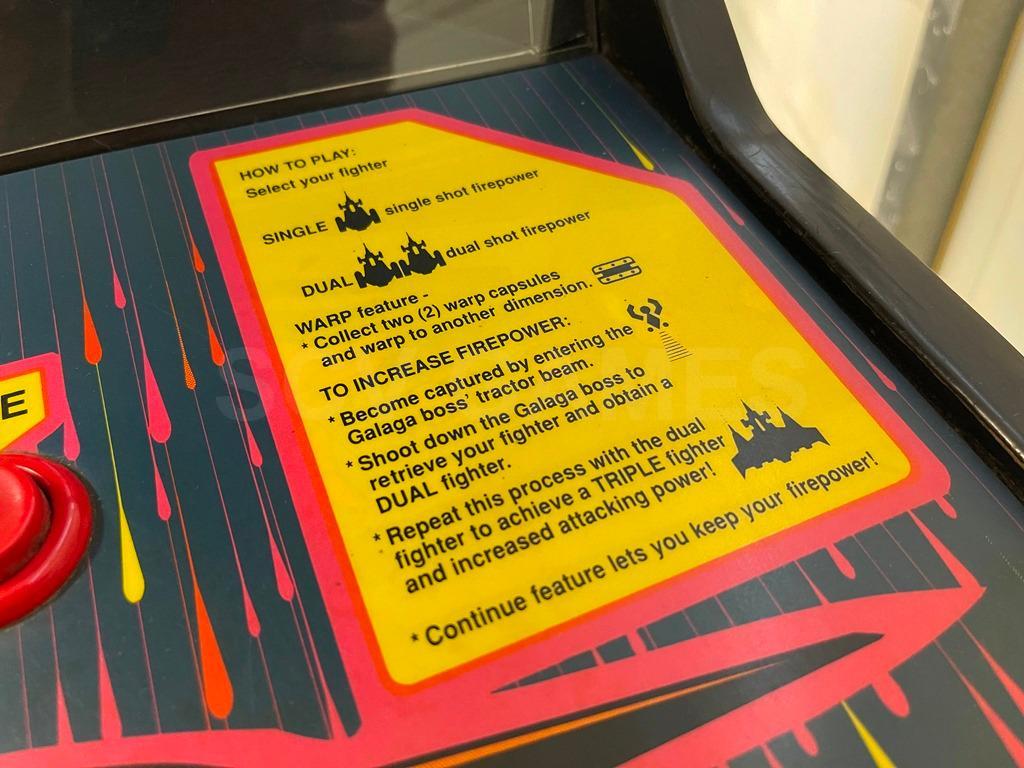 HOW TO PLAY:
Select your fighter
SINGLE single shot firepower
DUAL dual shot firepower
WARP feature -
* Collect two (2) warp capsules
and warp to another dimension.
TO INCREASE FIREPOWER:
* Become captured by entering the
Galaga boss' tractor beam.
* Shoot down the Galaga boss to
retrieve your fighter and obtain a
DUAL fighter.
* Repeat this process with the dual
fighter to achieve a TRIPLE fighter
and increased attacking power!
* Continue feature lets you keep your firepower!
E